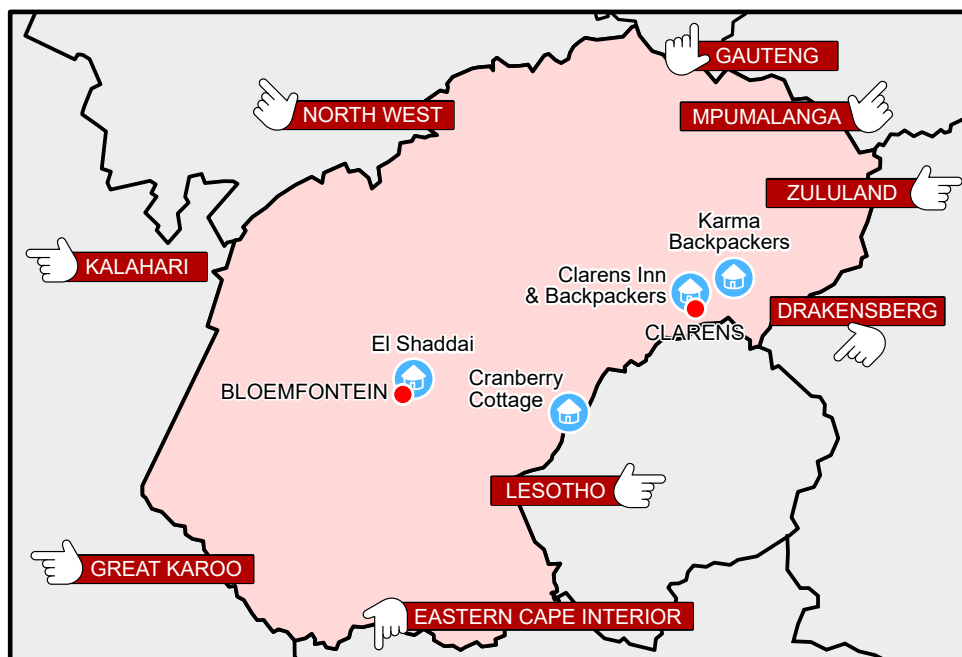 GAUTENG
NORTH WEST
MPUMALANGA
ZULULAND
Karma
Backpackers
KALAHARI
Clarens Inn
& Backpackers
DRAKENSBERG
CLARENS
El Shaddai
BLOEMFONTEIN
Cranberry
Cottage
LESOTHO
GREAT KAROO
EASTERN CAPE INTERIOR